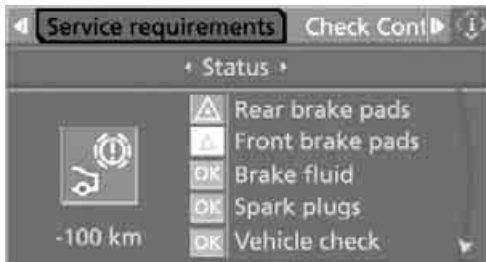 Service requirements Check Cont
Status
Rear brake pads
Front brake pads
OK Brake fluid
OK Spark plugs
-100 km
OK Vehicle check